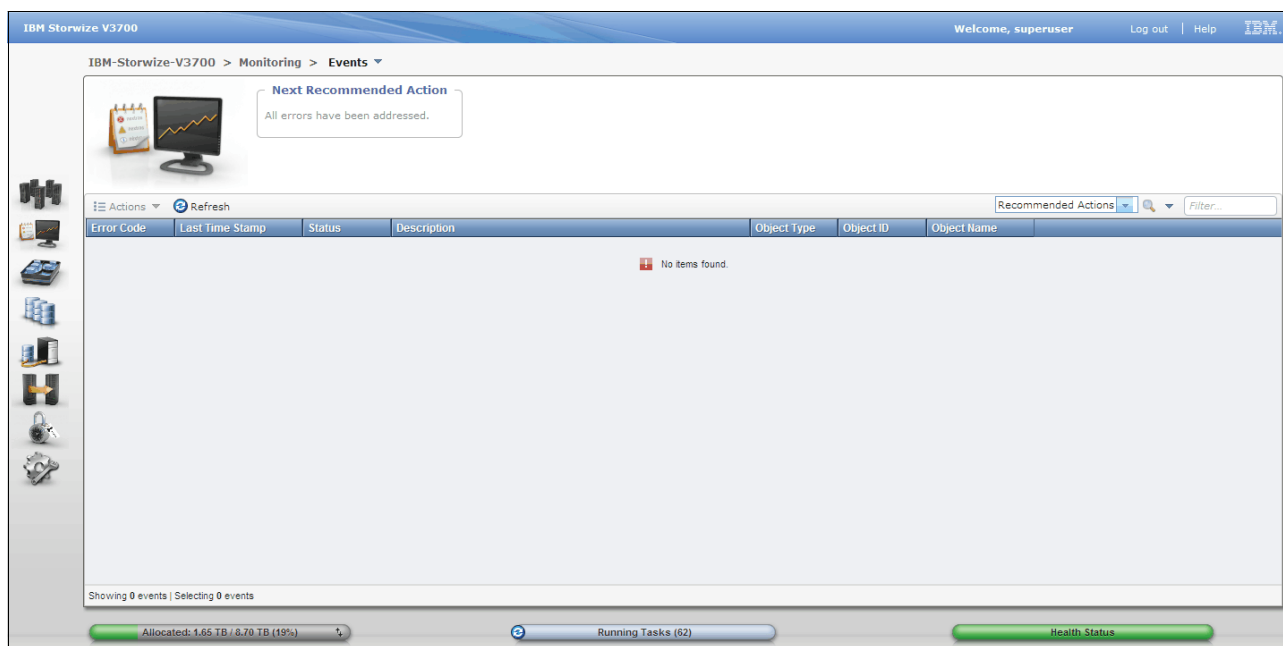 IBM Storwize V3700
Welcome, superuser
Log out | Help
IBM.
IBM-Storwize-V3700 > Monitoring > Events
Next Recommended Action
All errors have been addressed.
Actions
Refresh
Recommended Actions
Filter...
Error Code
Last Time Stamp
Status
Description
Object Type
Object ID
Object Name
No items found.
Showing 0 events | Selecting 0 events
Allocated: 1.65 TB / 8.70 TB (19%)
Running Tasks (62)
Health Status